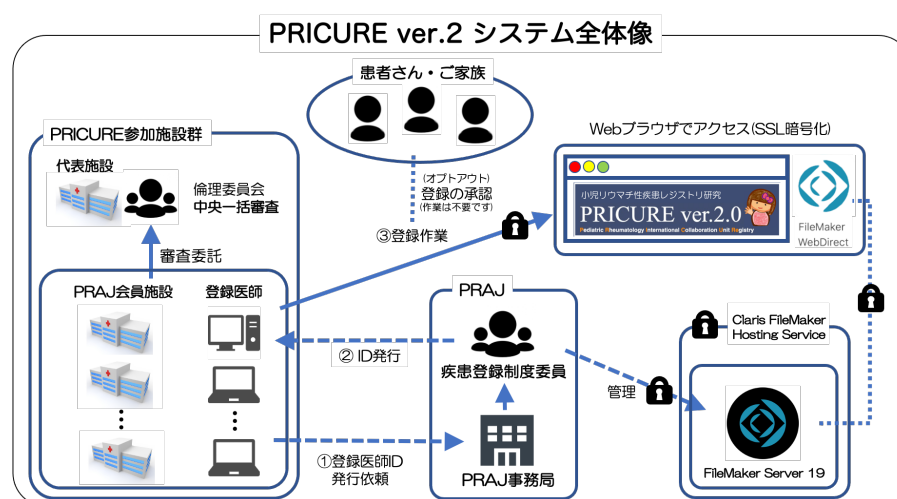 PRICURE ver.2 システム全体像
患者さん・ご家族
PRICURE参加施設群
代表施設
倫理委員会
中央一括審査
審査委託
PRAJ会員施設
登録医師
(オプトアウト)
登録の承認
(作業は不要です)
③登録作業
Webブラウザでアクセス(SSL暗号化)
小児リウマチ性疾患レジストリ研究
PRICURE ver.2.0
Pediatric Rheumatology International Collaboration Unit Registry
FileMaker
WebDirect
PRAJ
② ID発行
疾患登録制度委員
①登録医師ID
発行依頼
PRAJ事務局
管理
Claris FileMaker
Hosting Service
FileMaker Server 19